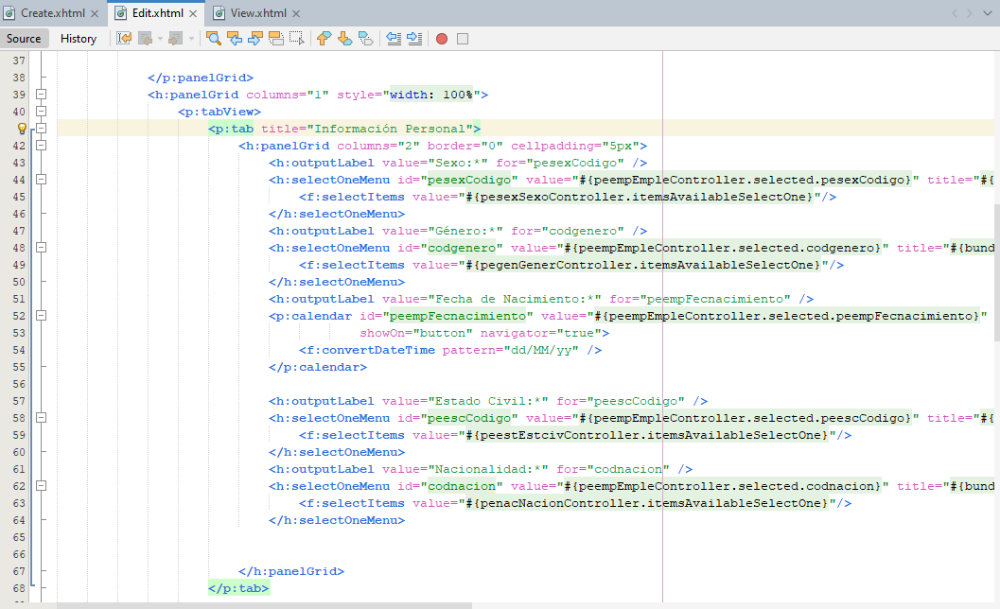 Create.xhtml Edit.xhtml View.xhtml
Source History
37
38 </p:panelGrid>
39 <h:panelGrid columns="1" style="width: 100%">
40 <p:tabView>
<p:tab title="Información Personal">
42 <h:panelGrid columns="2" border="0" cellpadding="5px">
43 <h:outputLabel value="Sexo:*" for="pesexCodigo" />
44 <h:selectOneMenu id="pesexCodigo" value="#{peempEmpleController.selected.pesexCodigo}" title="#{
45 <f:selectItems value="#{pesexSexoController.itemsAvailableSelectOne}"/>
46 </h:selectOneMenu>
47 <h:outputLabel value="Género:*" for="codgenero" />
48 <h:selectOneMenu id="codgenero" value="#{peempEmpleController.selected.codgenero}" title="#{bund
49 <f:selectItems value="#{pegenGenerController.itemsAvailableSelectOne}"/>
50 </h:selectOneMenu>
51 <h:outputLabel value="Fecha de Nacimiento:*" for="peempFecnacimiento" />
52 <p:calendar id="peempFecnacimiento" value="#{peempEmpleController.selected.peempFecnacimiento}"
53 showOn="button" navigator="true">
54 <f:convertDateTime pattern="dd/MM/yy" />
55 </p:calendar>
56
57 <h:outputLabel value="Estado Civil:*" for="peescCodigo" />
58 <h:selectOneMenu id="peescCodigo" value="#{peempEmpleController.selected.peescCodigo}" title="#{
59 <f:selectItems value="#{peestEstcivController.itemsAvailableSelectOne}"/>
60 </h:selectOneMenu>
61 <h:outputLabel value="Nacionalidad:*" for="codnacion" />
62 <h:selectOneMenu id="codnacion" value="#{peempEmpleController.selected.codnacion}" title="#{bund
63 <f:selectItems value="#{penacNacionController.itemsAvailableSelectOne}"/>
64 </h:selectOneMenu>
65
66
67 </h:panelGrid>
68 </p:tab>